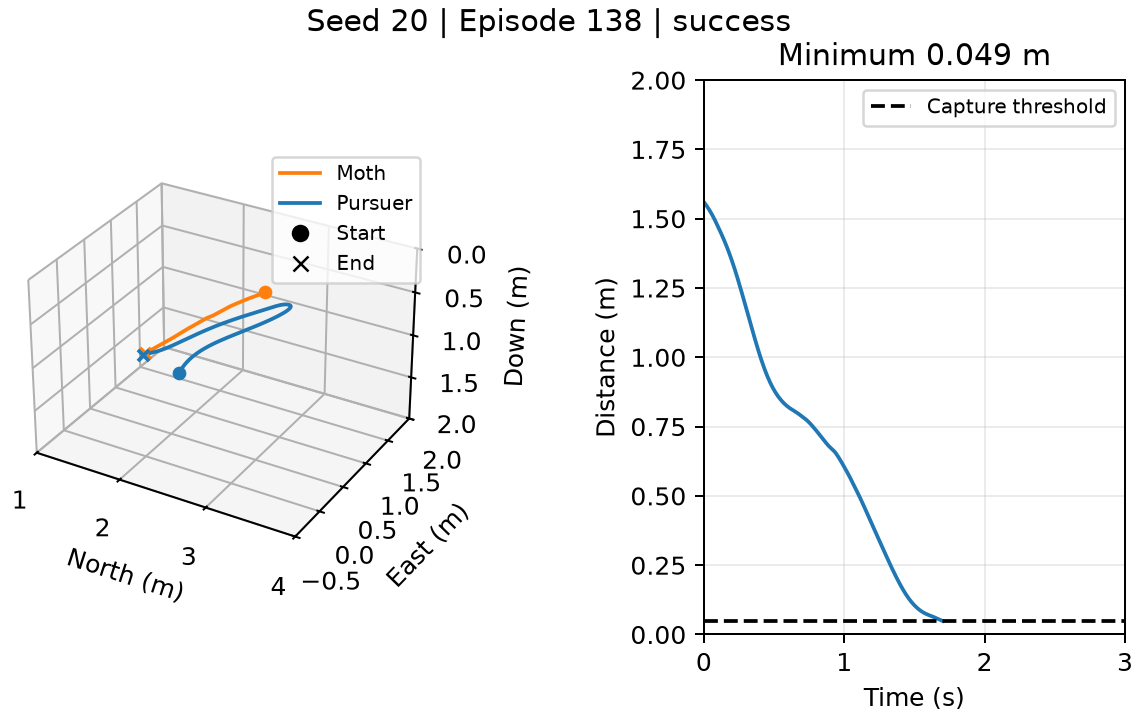 Seed 20 | Episode 138 | success
Moth
Pursuer
Start
End
0.0
0.5
1.0
1.5
2.0
Down (m)
2.0
1.5
1.0
0.5
0.0
−0.5
East (m)
1
2
3
4
North (m)
Minimum 0.049 m
Capture threshold
2.00
1.75
1.50
1.25
1.00
0.75
0.50
0.25
0.00
Distance (m)
0
1
2
3
Time (s)